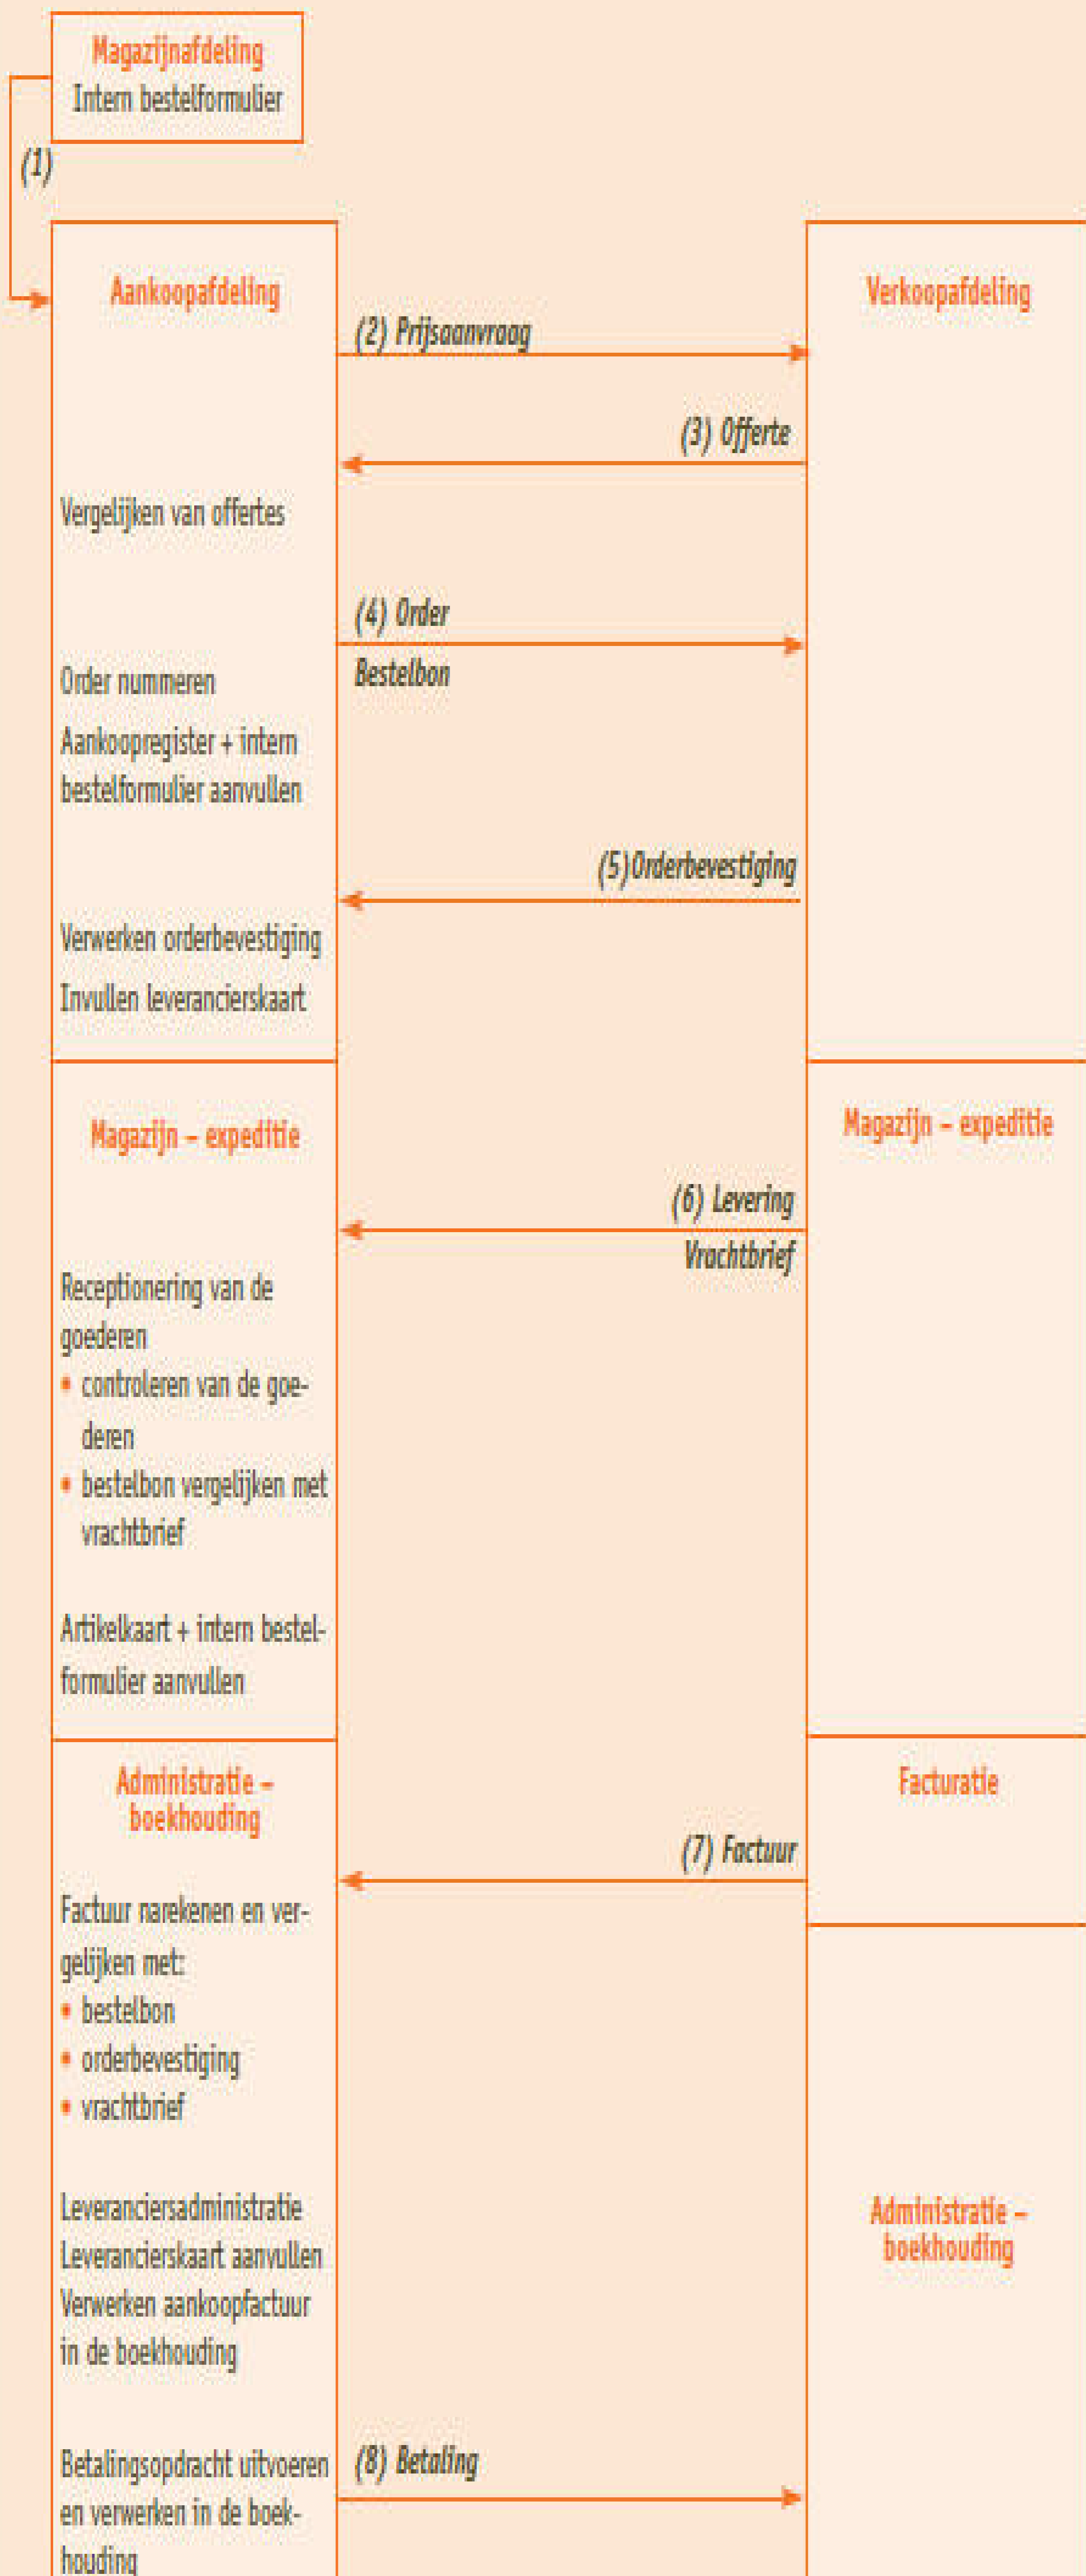 Magazijnafdeling
Intern bestelformulier
(1)
Aankoopafdeling
Verkoopafdeling
(2) Prijsaanvraag
(3) Offerte
Vergelijken van offertes
(4) Order
Bestelbon
Order nummeren
Aankoopregister + intern
bestelformulier aanvullen
(5)Orderbevestiging
Verwerken orderbevestiging
Invullen leverancierskaart
Magazijn – expeditie
Magazijn – expeditie
(6) Levering
Vrachtbrief
Receptionering van de
goederen
• controleren van de goe-
deren
• bestelbon vergelijken met
vrachtbrief
Artikelkaart + intern bestel-
formulier aanvullen
Administratie –
boekhouding
Facturatie
(7) Factuur
Factuur narekenen en ver-
gelijken met:
• bestelbon
• orderbevestiging
• vrachtbrief
Leveranciersadministratie
Leverancierskaart aanvullen
Verwerken aankoopfactuur
in de boekhouding
Administratie –
boekhouding
Betalingsopdracht uitvoeren
en verwerken in de boek-
houding
(8) Betaling